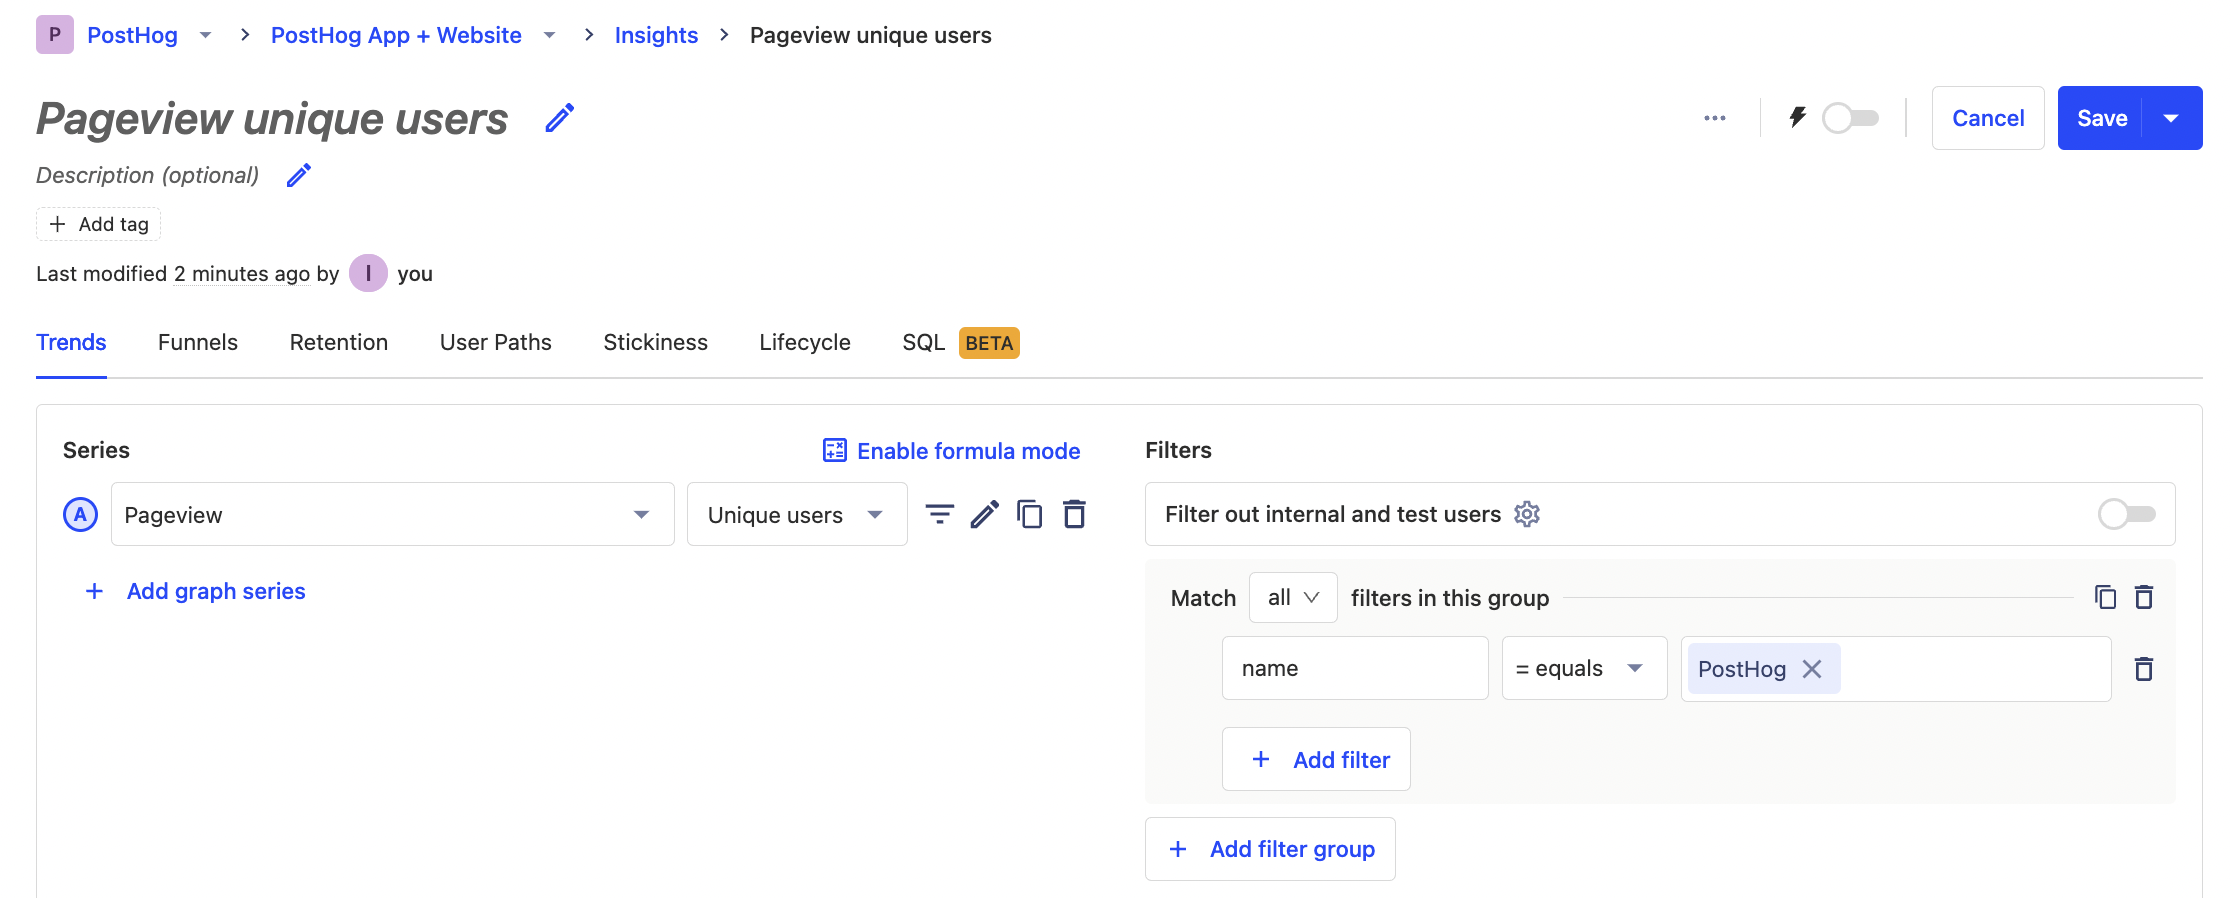 P PostHog > PostHog App + Website > Insights > Pageview unique users
Pageview unique users
Cancel
Save
Description (optional)
+ Add tag
Last modified 2 minutes ago by I you
Trends Funnels Retention User Paths Stickiness Lifecycle SQL BETA
Series
Enable formula mode
A Pageview
Unique users
+ Add graph series
Filters
Filter out internal and test users
Match all filters in this group
name
= equals
PostHog
+ Add filter
+ Add filter group